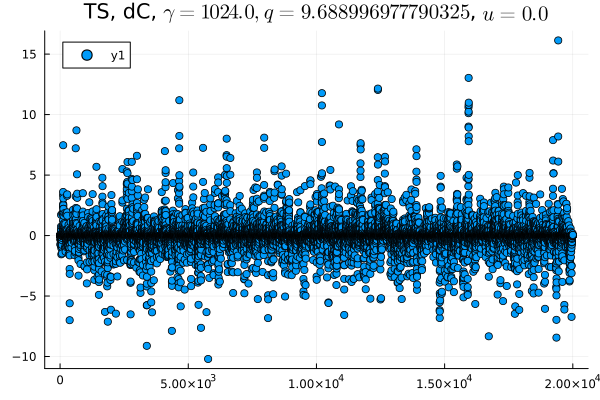 TS, dC, γ = 1024.0, q = 9.688996977790325, u = 0.0
y1
15
10
5
0
−5
−10
0 5.00×10³ 1.00×10⁴ 1.50×10⁴ 2.00×10⁴